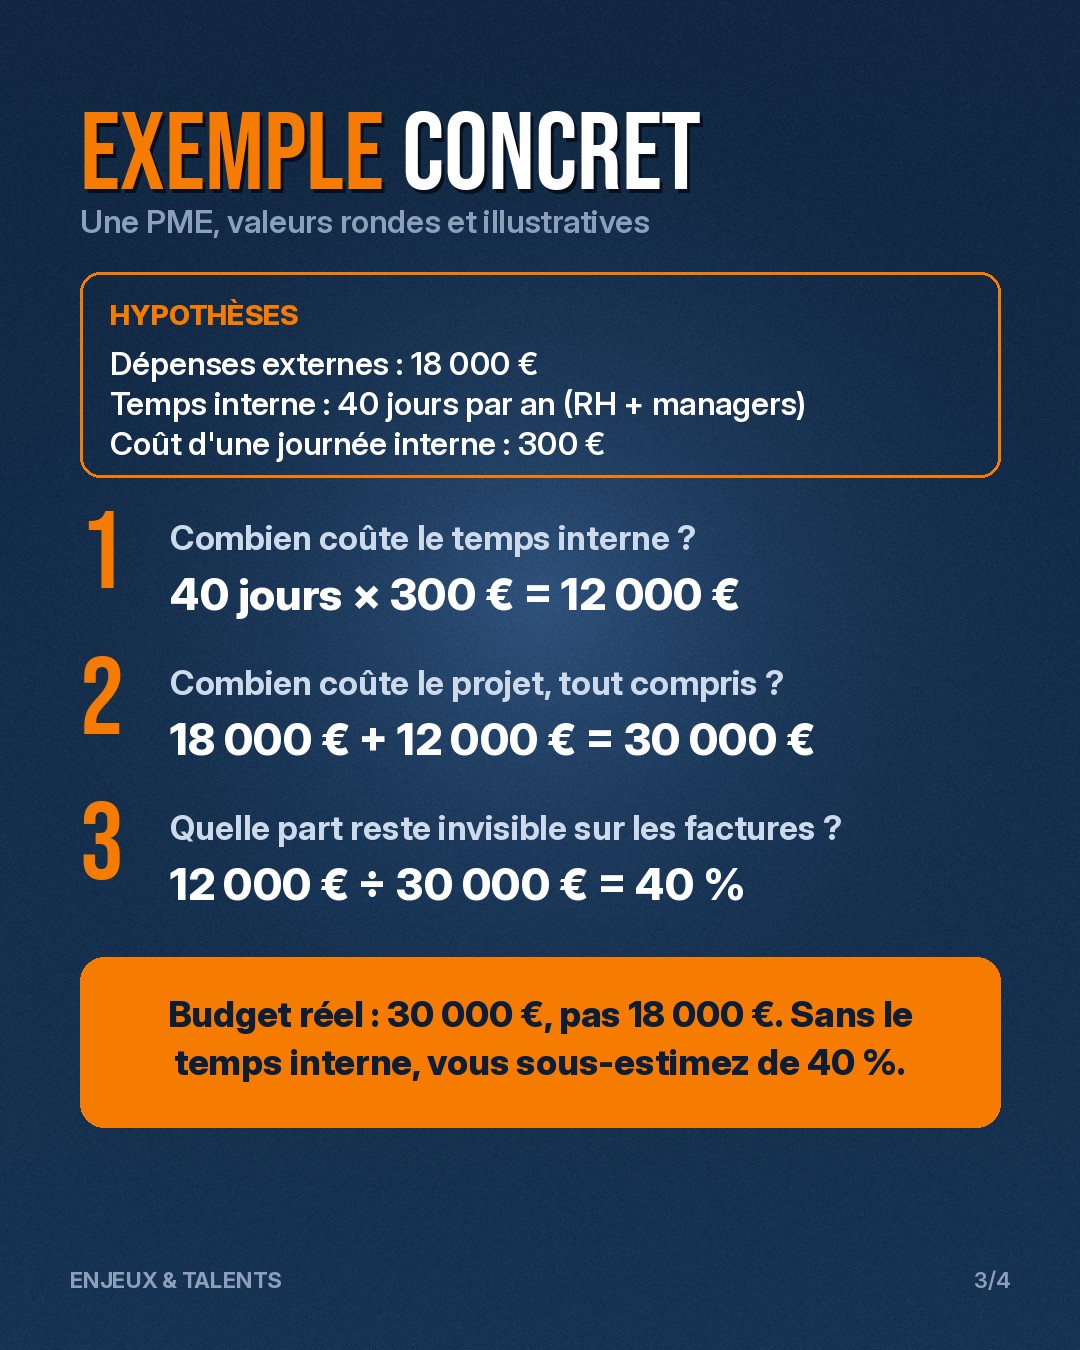 EXEMPLE CONCRET
Une PME, valeurs rondes et illustratives
HYPOTHÈSES
Dépenses externes : 18 000 €
Temps interne : 40 jours par an (RH + managers)
Coût d'une journée interne : 300 €
1
Combien coûte le temps interne ?
40 jours × 300 € = 12 000 €
2
Combien coûte le projet, tout compris ?
18 000 € + 12 000 € = 30 000 €
3
Quelle part reste invisible sur les factures ?
12 000 € ÷ 30 000 € = 40 %
Budget réel : 30 000 €, pas 18 000 €. Sans le
temps interne, vous sous-estimez de 40 %.
ENJEUX & TALENTS
3/4